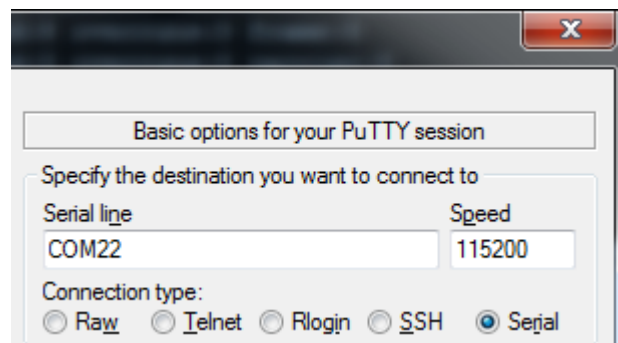 Basic options for your PuTTY session
Specify the destination you want to connect to
Serial line Speed
COM22 115200
Connection type:
Raw Telnet Rlogin SSH Serial